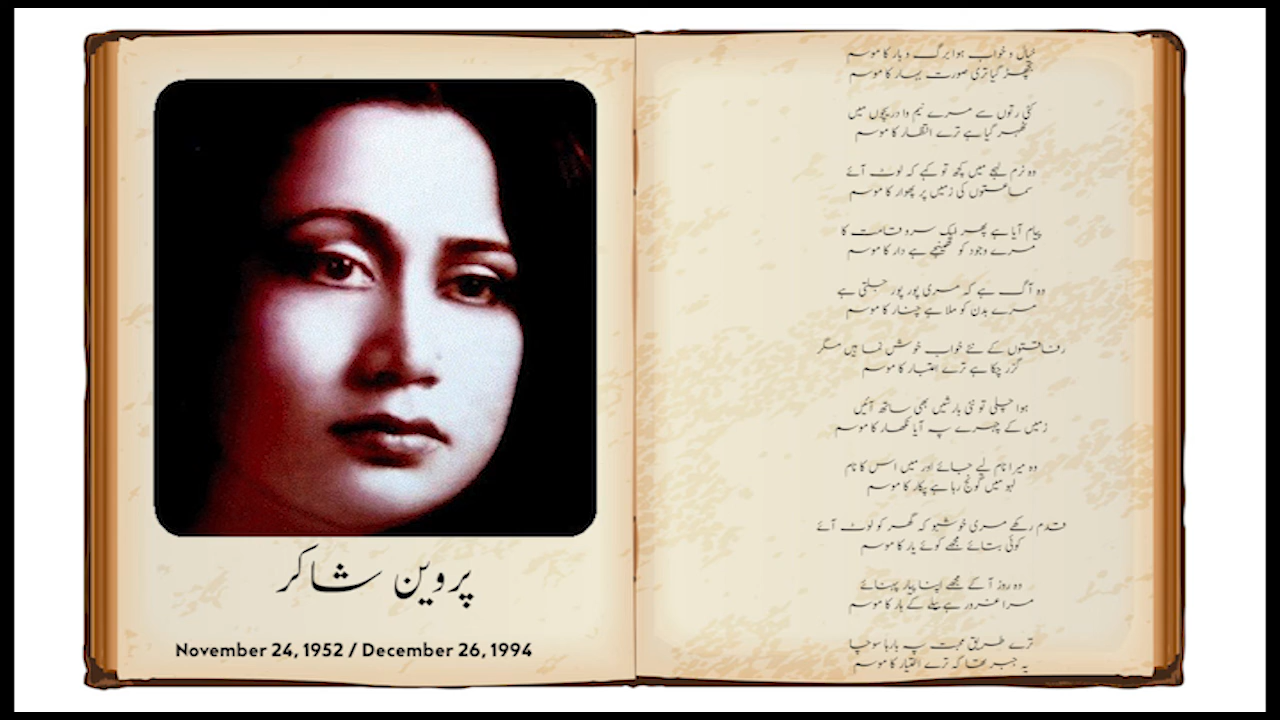 پروین شاکر
November 24, 1952 / December 26, 1994
خیال و خواب ہوا برگ و بار کا موسم
بچھڑ گیا تری صورت بہار کا موسم
کئی رتوں سے مرے نیم وا دریچوں میں
ٹھہر گیا ہے ترے انتظار کا موسم
وہ نرم لہجے میں کچھ تو کہے کہ لوٹ آئے
سماعتوں کی زمیں پر پھوار کا موسم
پیام آیا ہے پھر ایک سرو قامت کا
مرے وجود کو کھینچے ہے دار کا موسم
وہ آگ ہے کہ مری پور پور جلتی ہے
مرے بدن کو ملا ہے چنار کا موسم
رفاقتوں کے نئے خواب خوش نما ہیں مگر
گزر چکا ہے ترے اعتبار کا موسم
ہوا چلی تو نئی بارشیں بھی ساتھ آئیں
زمیں کے چہرے پہ آیا نکھار کا موسم
وہ میرا نام لیے جائے اور میں اس کا نام
لہو میں گونج رہا ہے پکار کا موسم
قدم رکھے مری خوشبو کہ گھر کو لوٹ آئے
کوئی بتائے مجھے کوئے یار کا موسم
وہ روز آ کے مجھے اپنا پیار پہنائے
مرا غرور ہے بیلے کے ہار کا موسم
ترے طریق محبت پہ بارہا سوچا
یہ جبر تھا کہ ترے اختیار کا موسم